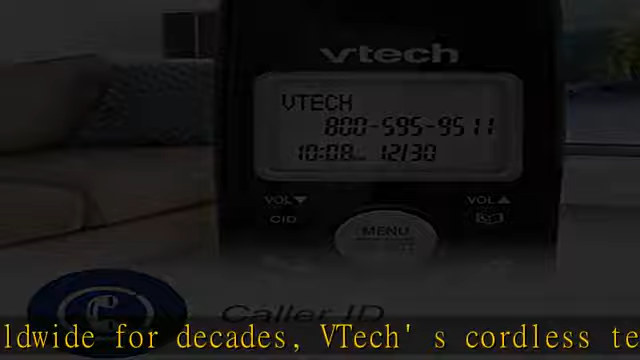 vtech
VTECH
800-595-9511
10:08 12/30
VOL▼ VOL▲
CID
MENU
Caller ID
ldwide for decades, VTech's cordless te